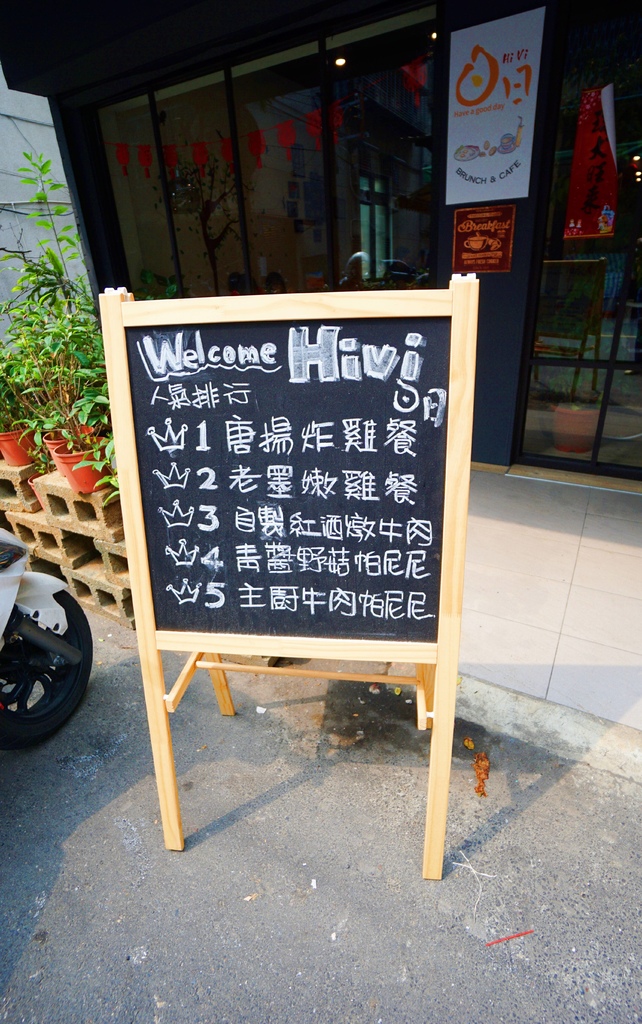 Hi Vi
日月
Have a good day
BRUNCH & CAFE
Breakfast
Welcome Hivi
日月
人氣排行
1 唐揚炸雞餐
2 老墨嫩雞餐
3 自製紅酒燉牛肉
4 青醬野菇帕尼尼
5 主廚牛肉帕尼尼